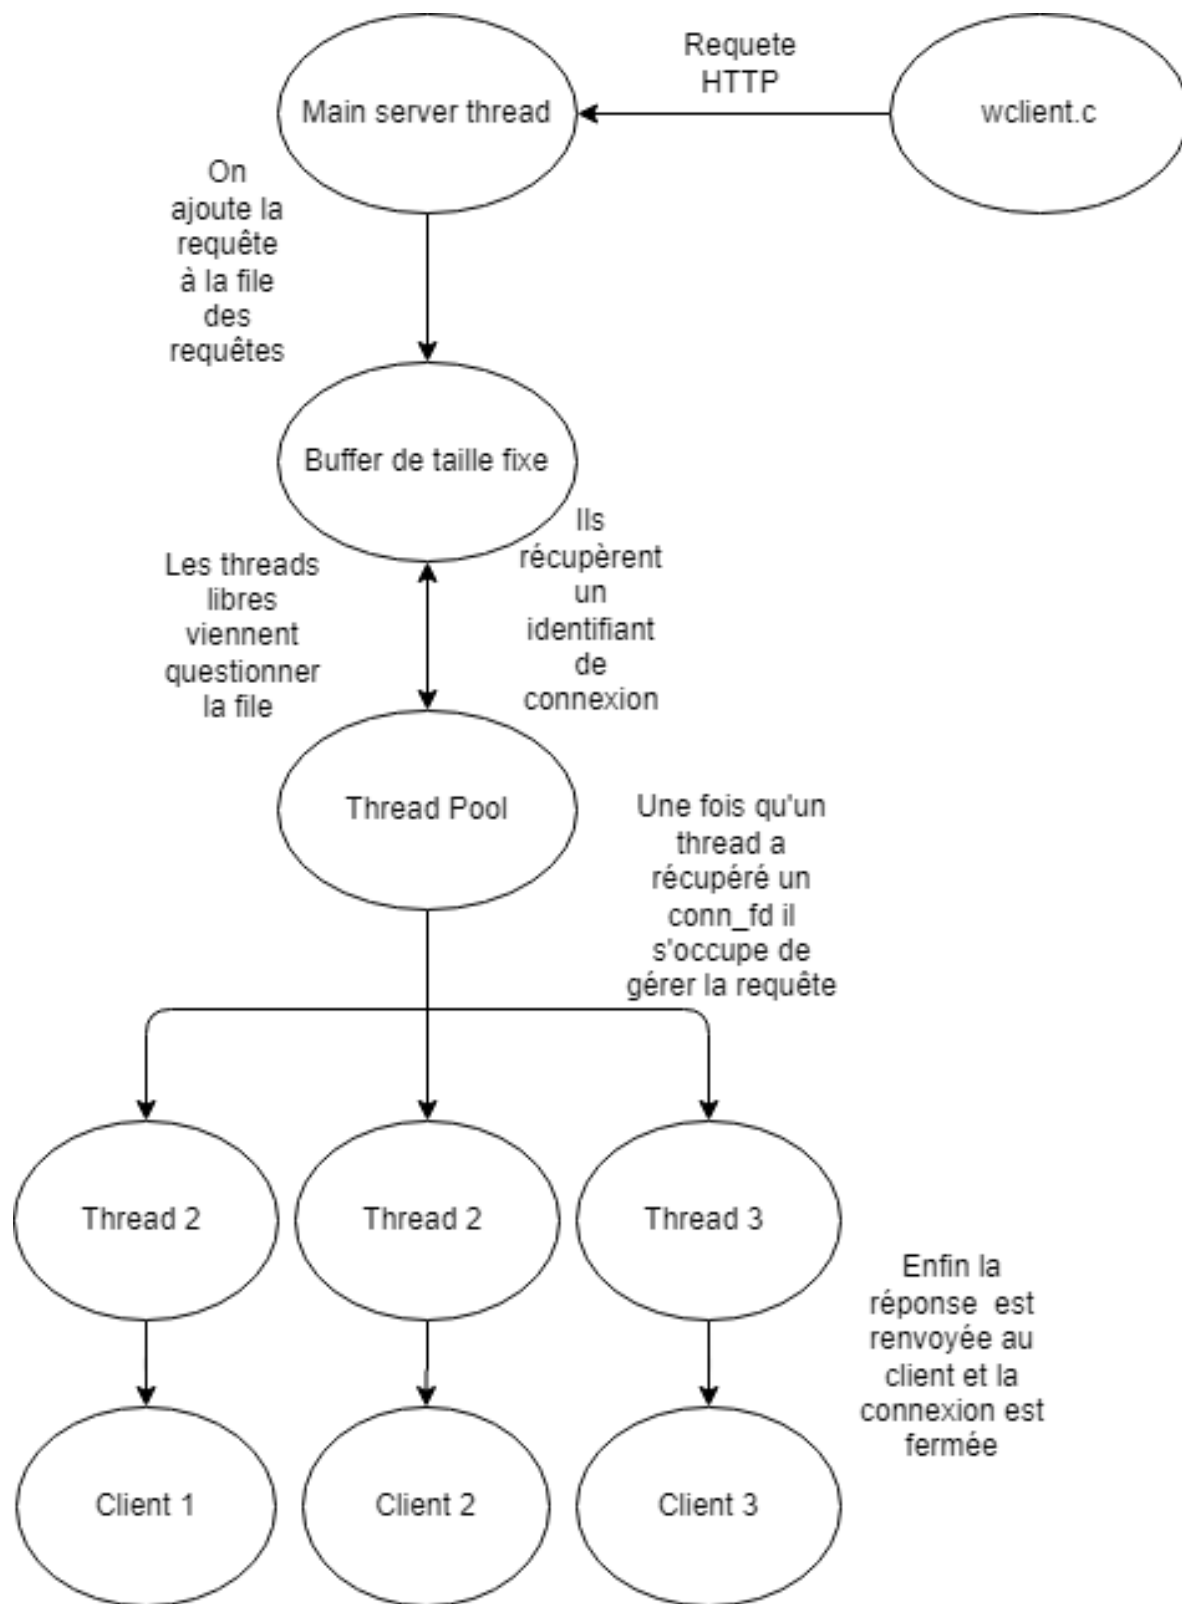 Requete
HTTP
Main server thread
wclient.c
On
ajoute la
requête
à la file
des
requêtes
Buffer de taille fixe
Les threads
libres
viennent
questionner
la file
Ils
récupèrent
un
identifiant
de
connexion
Thread Pool
Une fois qu'un
thread a
récupéré un
conn_fd il
s'occupe de
gérer la requête
Thread 2
Thread 2
Thread 3
Enfin la
réponse est
renvoyée au
client et la
connexion est
fermée
Client 1
Client 2
Client 3